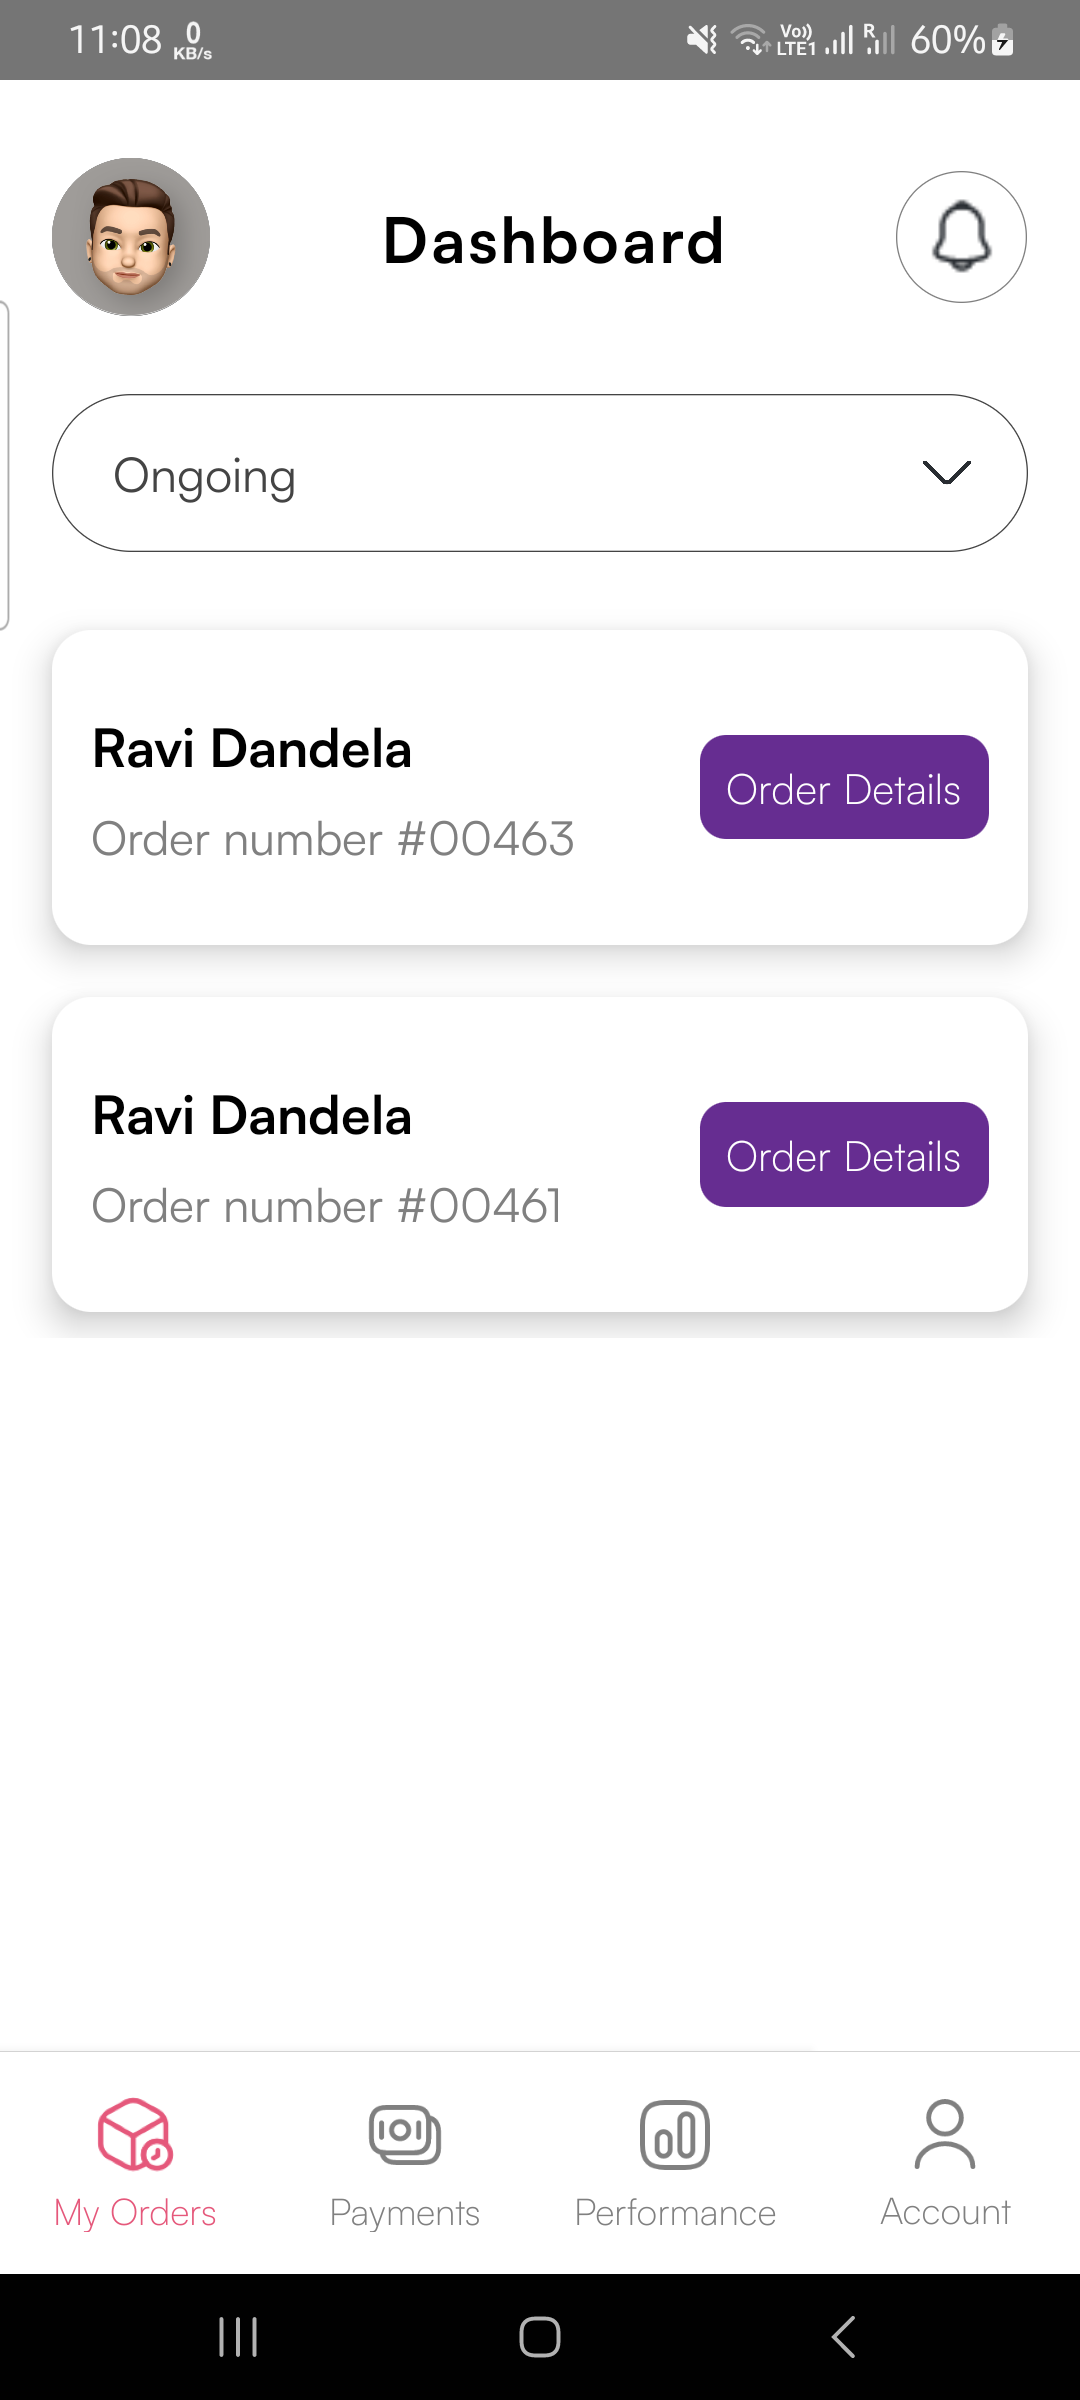 11:08 0 KB/s Vo)) LTE1 R 60%
Dashboard
Ongoing
Ravi Dandela
Order number #00463
Order Details
Ravi Dandela
Order number #00461
Order Details
My Orders
Payments
Performance
Account